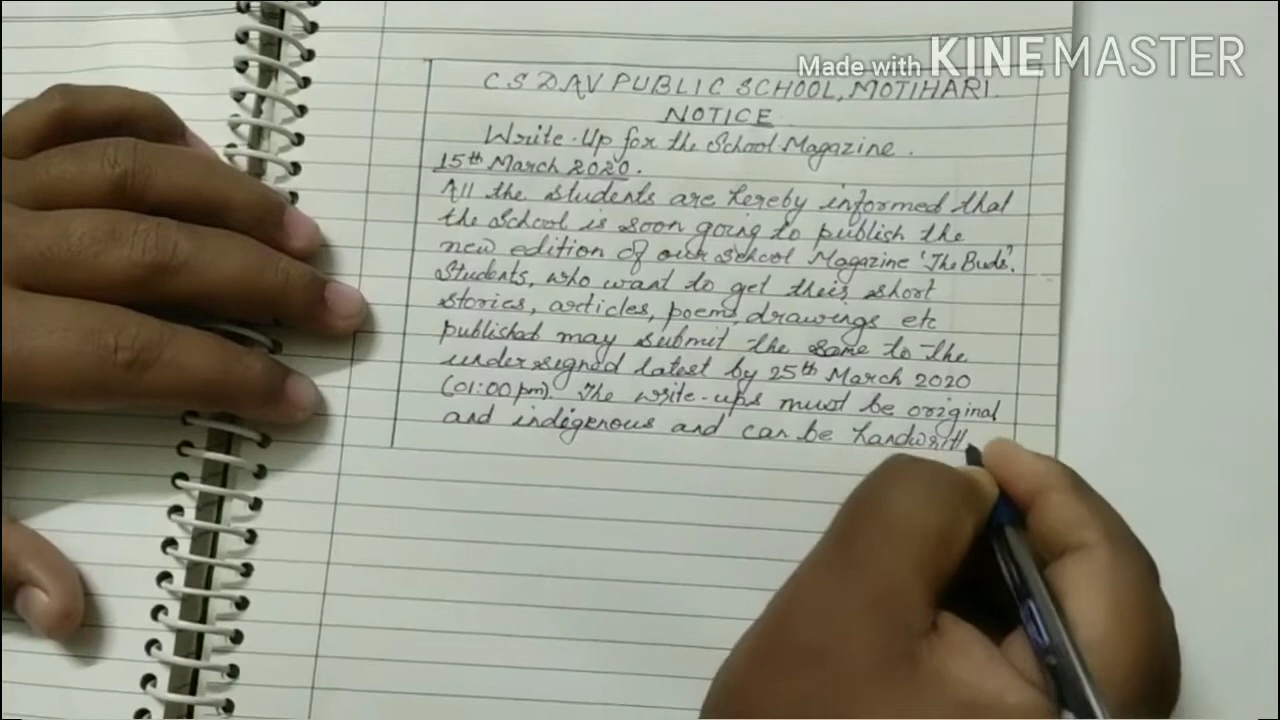 Made with KINEMASTER
C S DAV PUBLIC SCHOOL, MOTIHARI.
NOTICE
Write-Up for the School Magazine.
15th March 2020.
All the students are hereby informed that
the School is soon going to publish the
new edition of our School Magazine 'The Buds'.
Students, who want to get their short
stories, articles, poems, drawings etc
published may submit the same to the
undersigned latest by 25th March 2020
(01:00pm). The write-ups must be original
and indigenous and can be handwritt